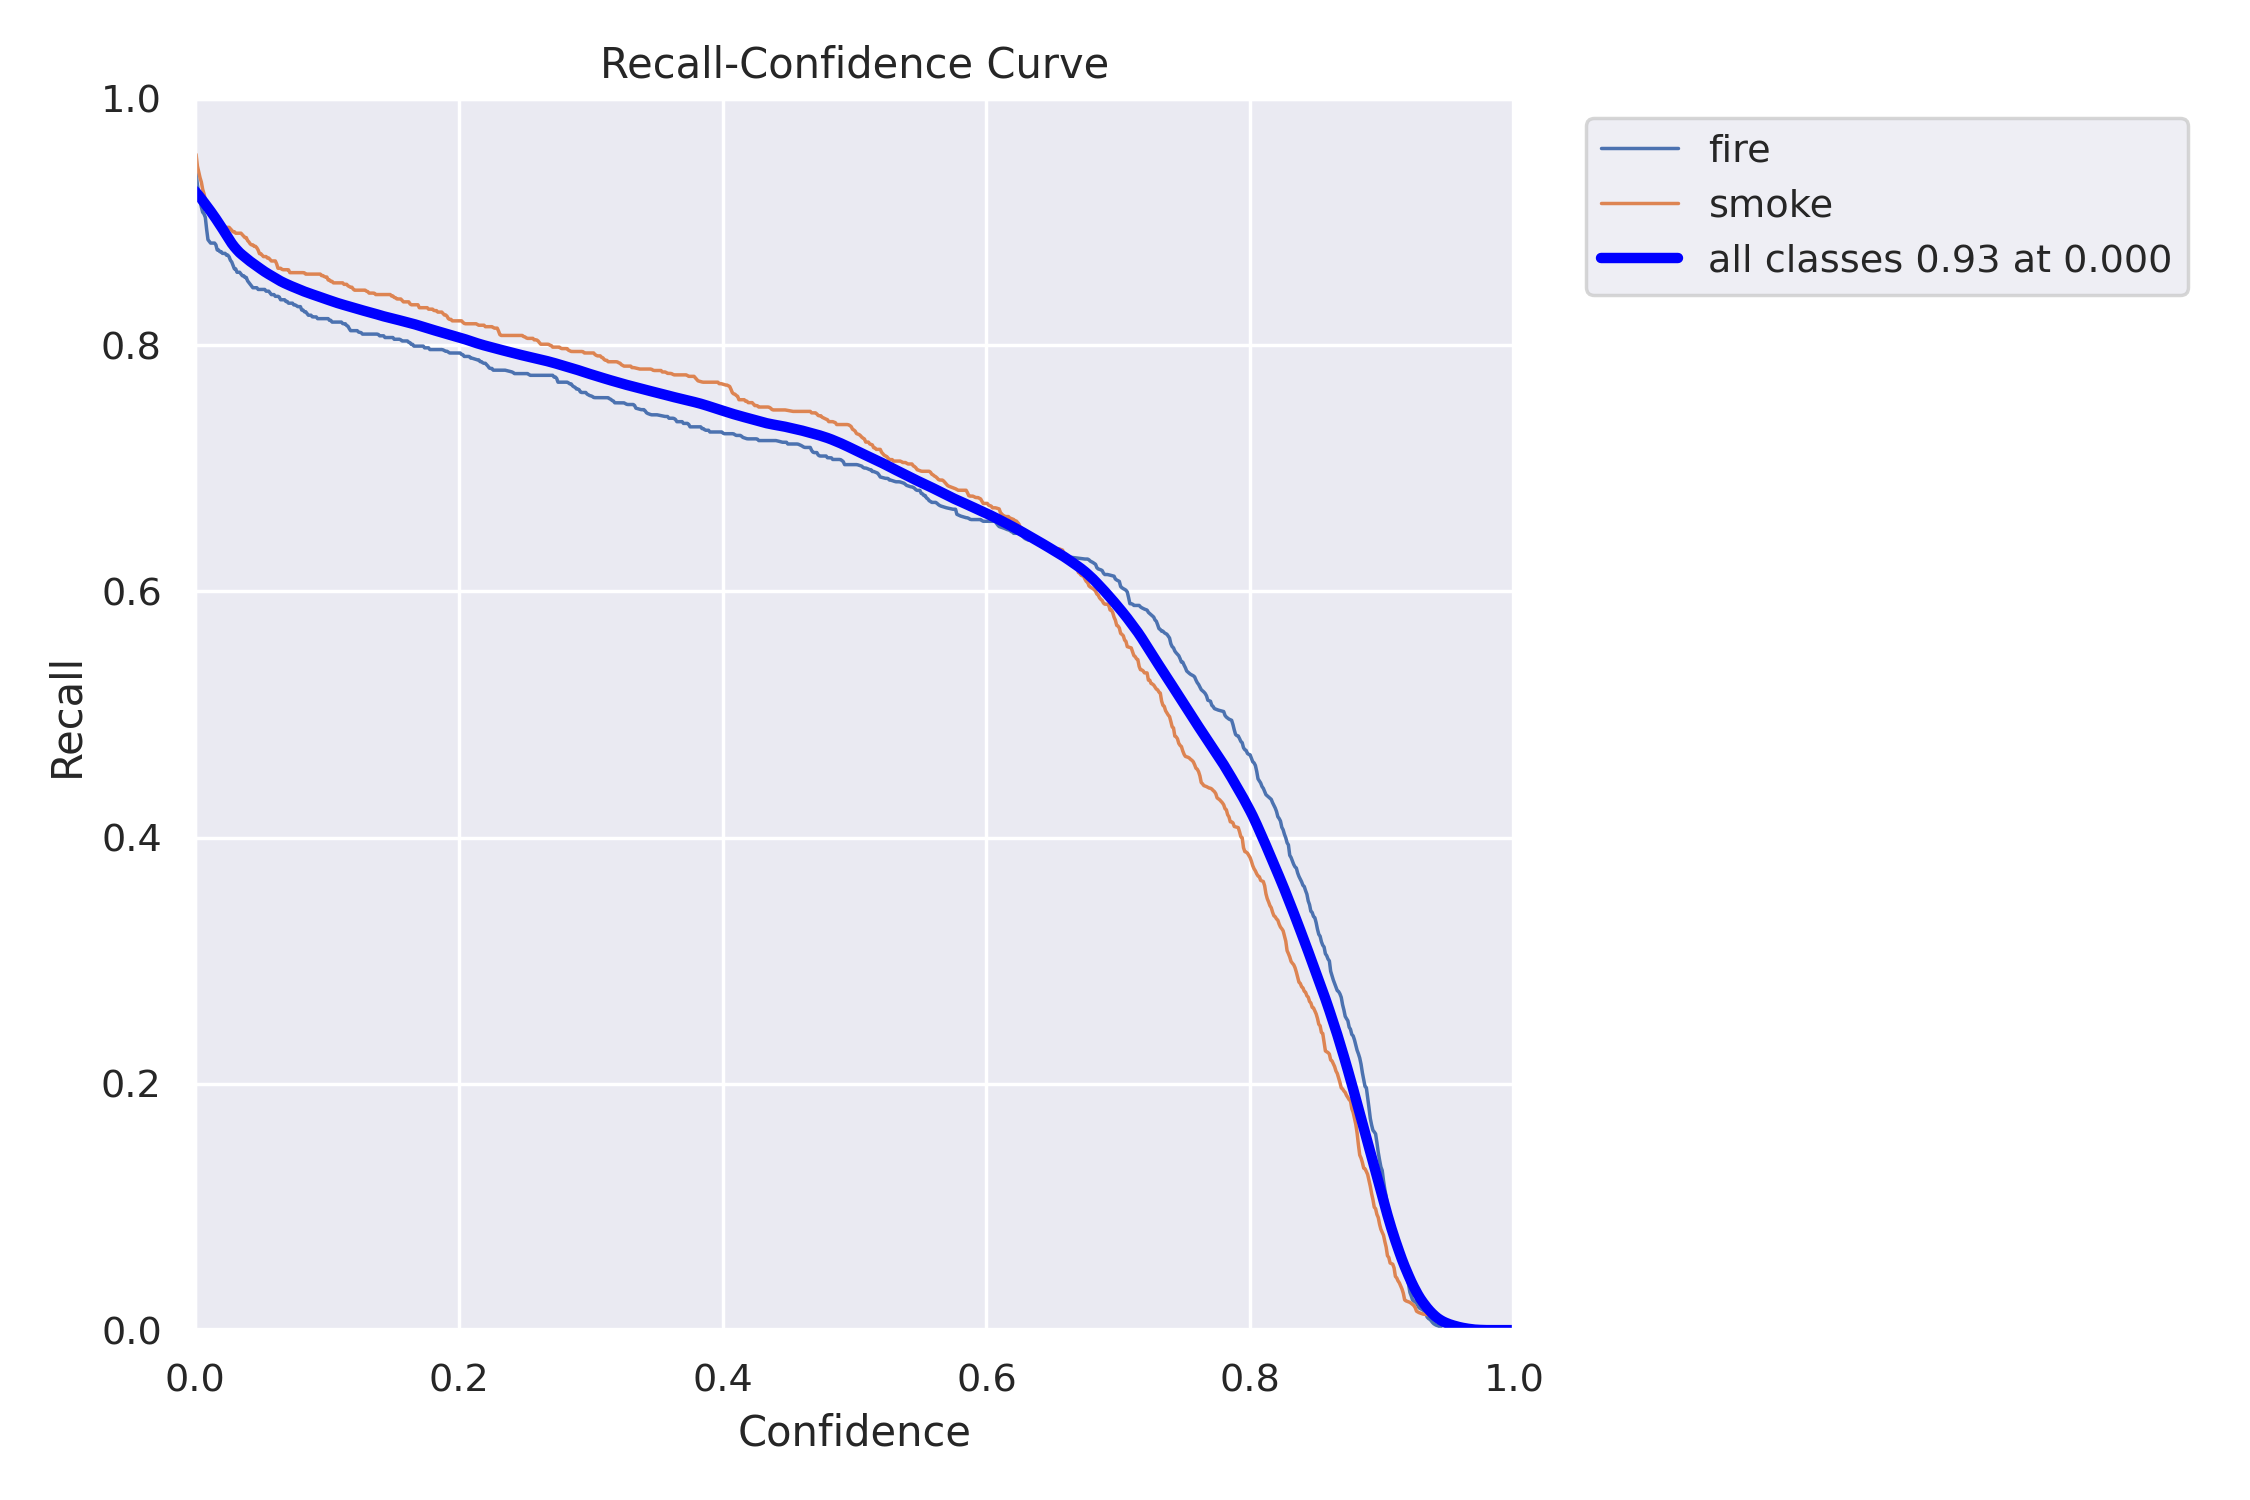 Recall-Confidence Curve
1.0
0.8
0.6
0.4
0.2
0.0
Recall
0.0 0.2 0.4 0.6 0.8 1.0
Confidence
fire
smoke
all classes 0.93 at 0.000